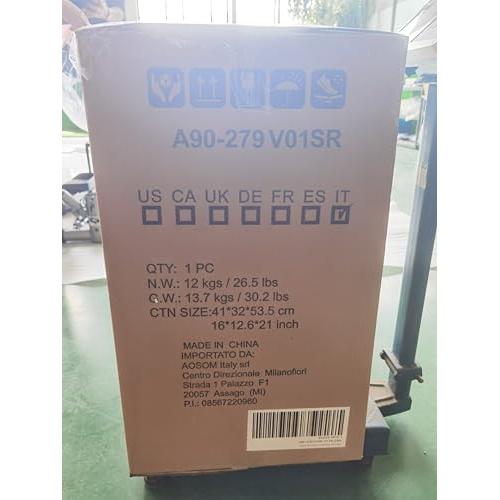 A90-279 V01SR
US CA UK DE FR ES IT
QTY: 1 PC
N.W.: 12 kgs / 26.5 lbs
G.W.: 13.7 kgs / 30.2 lbs
CTN SIZE:41*32*53.5 cm
16*12.6*21 inch
MADE IN CHINA
IMPORTATO DA:
AOSOM Italy srl
Centro Direzionale Milanofiori
Strada 1 Palazzo F1
20057 Assago (MI)
P.I.: 08567220960